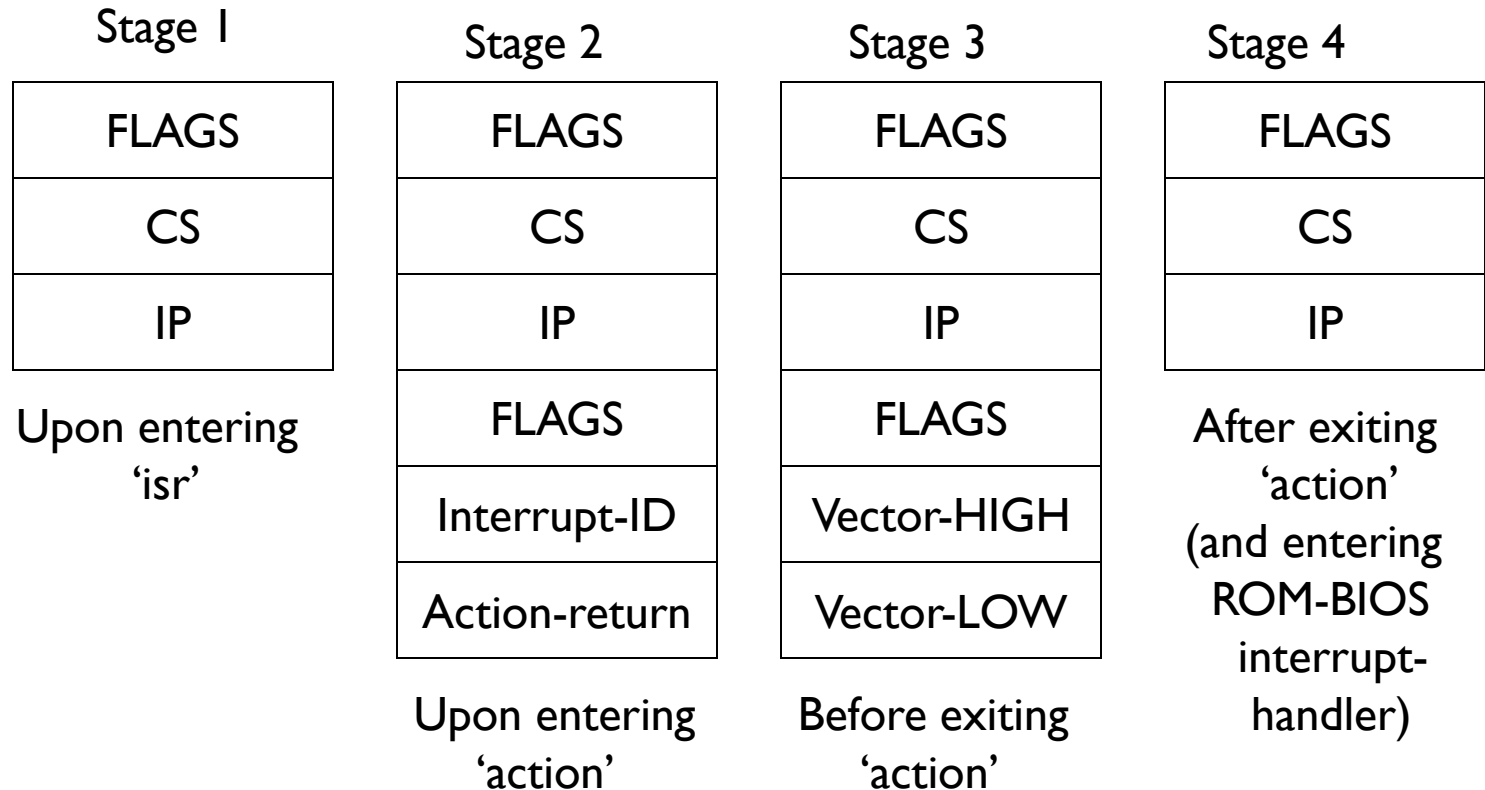 Stage 1
FLAGS
CS
IP
Upon entering
‘isr’
Stage 2
FLAGS
CS
IP
FLAGS
Interrupt-ID
Action-return
Upon entering
‘action’
Stage 3
FLAGS
CS
IP
FLAGS
Vector-HIGH
Vector-LOW
Before exiting
‘action’
Stage 4
FLAGS
CS
IP
After exiting
‘action’
(and entering
ROM-BIOS
interrupt-
handler)